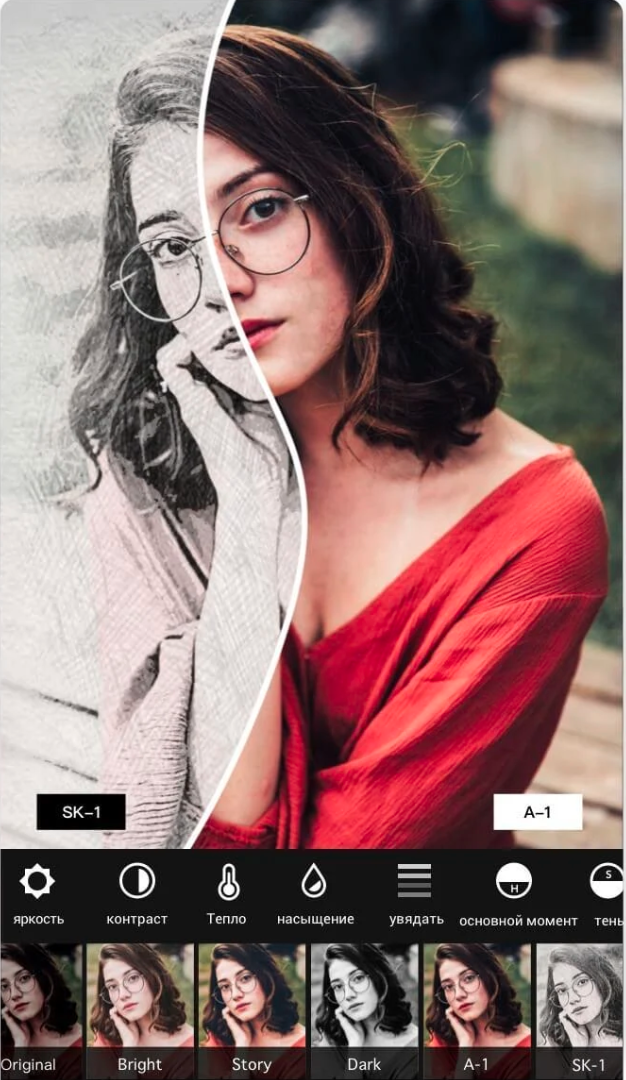 SK–1
A–1
H
S
яркость
контраст
Тепло
насыщение
увядать
основной момент
тень
Original
Bright
Story
Dark
A-1
SK-1